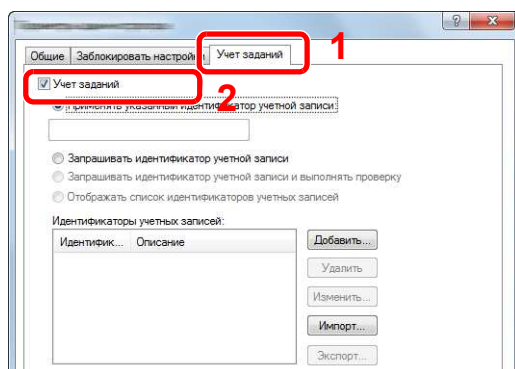 Общие Заблокировать настройки Учет заданий 1
Учет заданий
2
Применять указанный идентификатор учетной записи:
Запрашивать идентификатор учетной записи
Запрашивать идентификатор учетной записи и выполнять проверку
Отображать список идентификаторов учетных записей
Идентификаторы учетных записей:
Идентифик... Описание
Добавить...
Удалить
Изменить...
Импорт...
Экспорт...